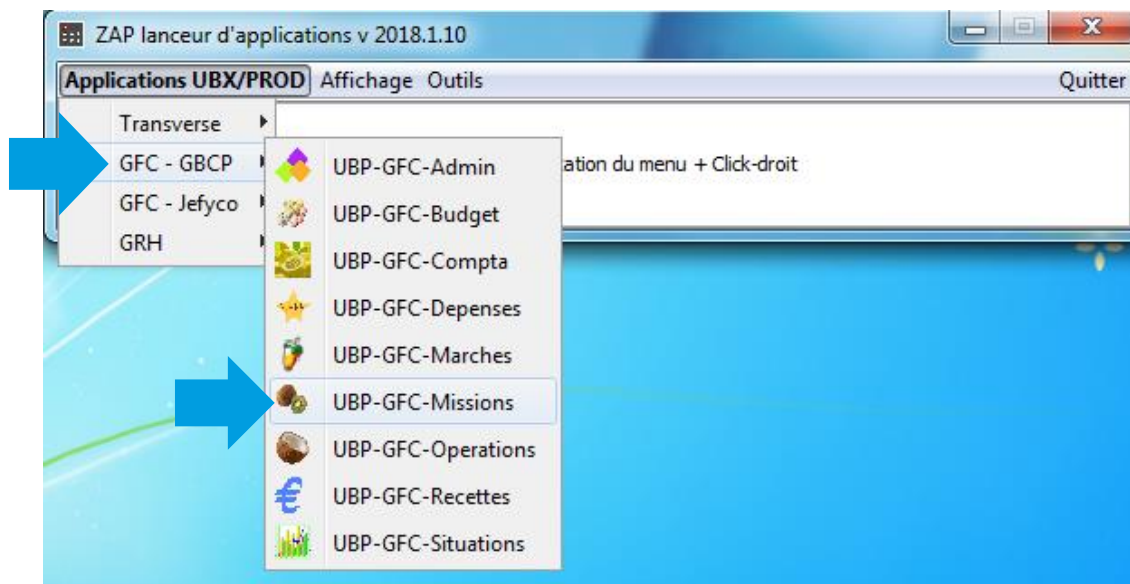 ZAP lanceur d'applications v 2018.1.10
Applications UBX/PROD Affichage Outils Quitter
Transverse
GFC - GBCP
GFC - Jefyco
GRH
du menu + Click-droit
UBP-GFC-Admin
UBP-GFC-Budget
UBP-GFC-Compta
UBP-GFC-Depenses
UBP-GFC-Marches
UBP-GFC-Missions
UBP-GFC-Operations
UBP-GFC-Recettes
UBP-GFC-Situations